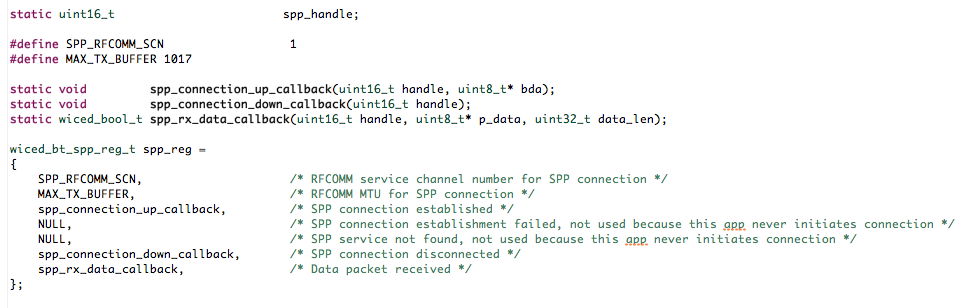 static uint16_t                         spp_handle;
#define SPP_RFCOMM_SCN                   1
#define MAX_TX_BUFFER 1017
static void         spp_connection_up_callback(uint16_t handle, uint8_t* bda);
static void         spp_connection_down_callback(uint16_t handle);
static wiced_bool_t spp_rx_data_callback(uint16_t handle, uint8_t* p_data, uint32_t data_len);
wiced_bt_spp_reg_t spp_reg =
{
    SPP_RFCOMM_SCN,                     /* RFCOMM service channel number for SPP connection */
    MAX_TX_BUFFER,                      /* RFCOMM MTU for SPP connection */
    spp_connection_up_callback,         /* SPP connection established */
    NULL,                               /* SPP connection establishment failed, not used because this app never initiates connection */
    NULL,                               /* SPP service not found, not used because this app never initiates connection */
    spp_connection_down_callback,       /* SPP connection disconnected */
    spp_rx_data_callback,               /* Data packet received */
};